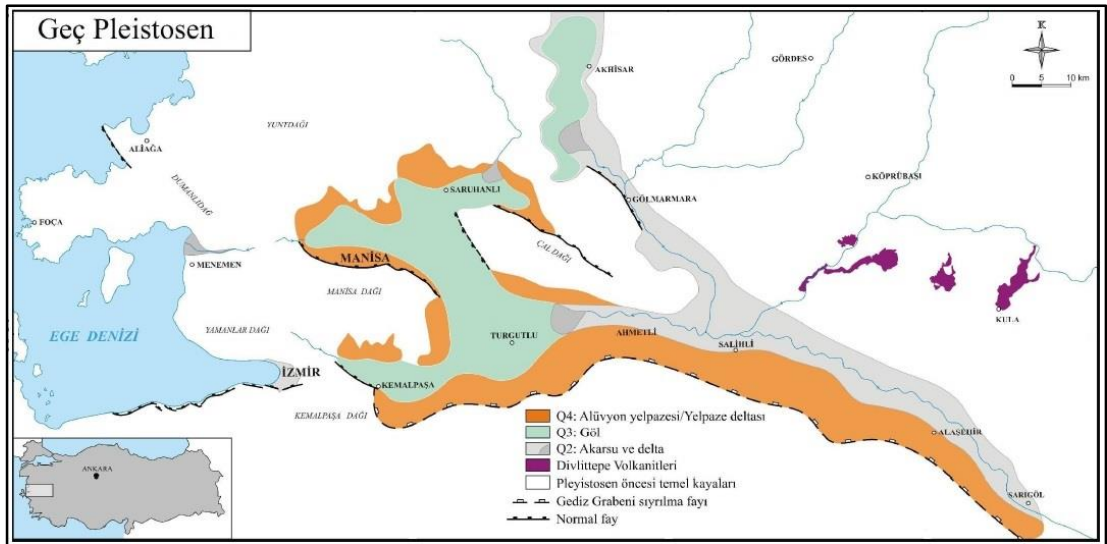 Geç Pleistosen
K
0 5 10 km
AKHİSAR
GÖRDES
YUNTDAĞI
ALİAĞA
DUMANLIDAĞ
SARUHANLI
KÖPRÜBAŞI
GÖLMARMARA
FOÇA
ÇALDAĞI
MENEMEN
MANİSA
MANİSA DAĞI
KULA
EGE DENİZİ
YAMANLAR DAĞI
TURGUTLU
AHMETLİ
SALİHLİ
İZMİR
KEMALPAŞA
KEMALPAŞA DAĞI
ALAŞEHİR
SARIGÖL
Q4: Alüvyon yelpazesi/Yelpaze deltası
Q3: Göl
Q2: Akarsu ve delta
Divlittepe Volkanitleri
Pleyistosen öncesi temel kayaları
Gediz Grabeni sıyrılma fayı
Normal fay
ANKARA